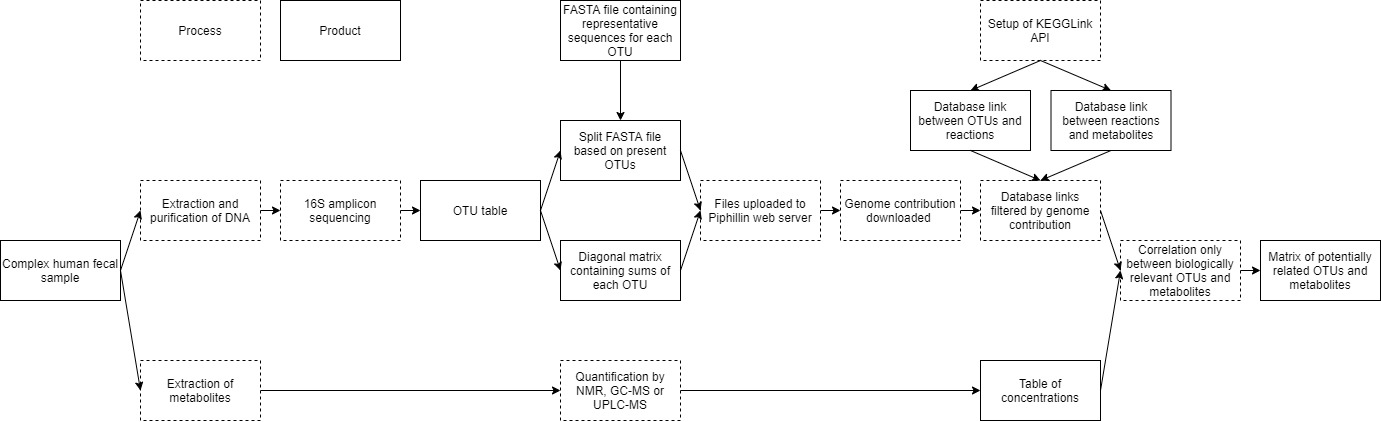 Process
Product
FASTA file containing
representative
sequences for each
OTU
Setup of KEGGLink
API
Database link
between OTUs and
reactions
Database link
between reactions
and metabolites
Split FASTA file
based on present
OTUs
Extraction and
purification of DNA
16S amplicon
sequencing
OTU table
Files uploaded to
Piphillin web server
Genome contribution
downloaded
Database links
filtered by genome
contribution
Complex human fecal
sample
Diagonal matrix
containing sums of
each OTU
Correlation only
between biologically
relevant OTUs and
metabolites
Matrix of potentially
related OTUs and
metabolites
Extraction of
metabolites
Quantification by
NMR, GC-MS or
UPLC-MS
Table of
concentrations